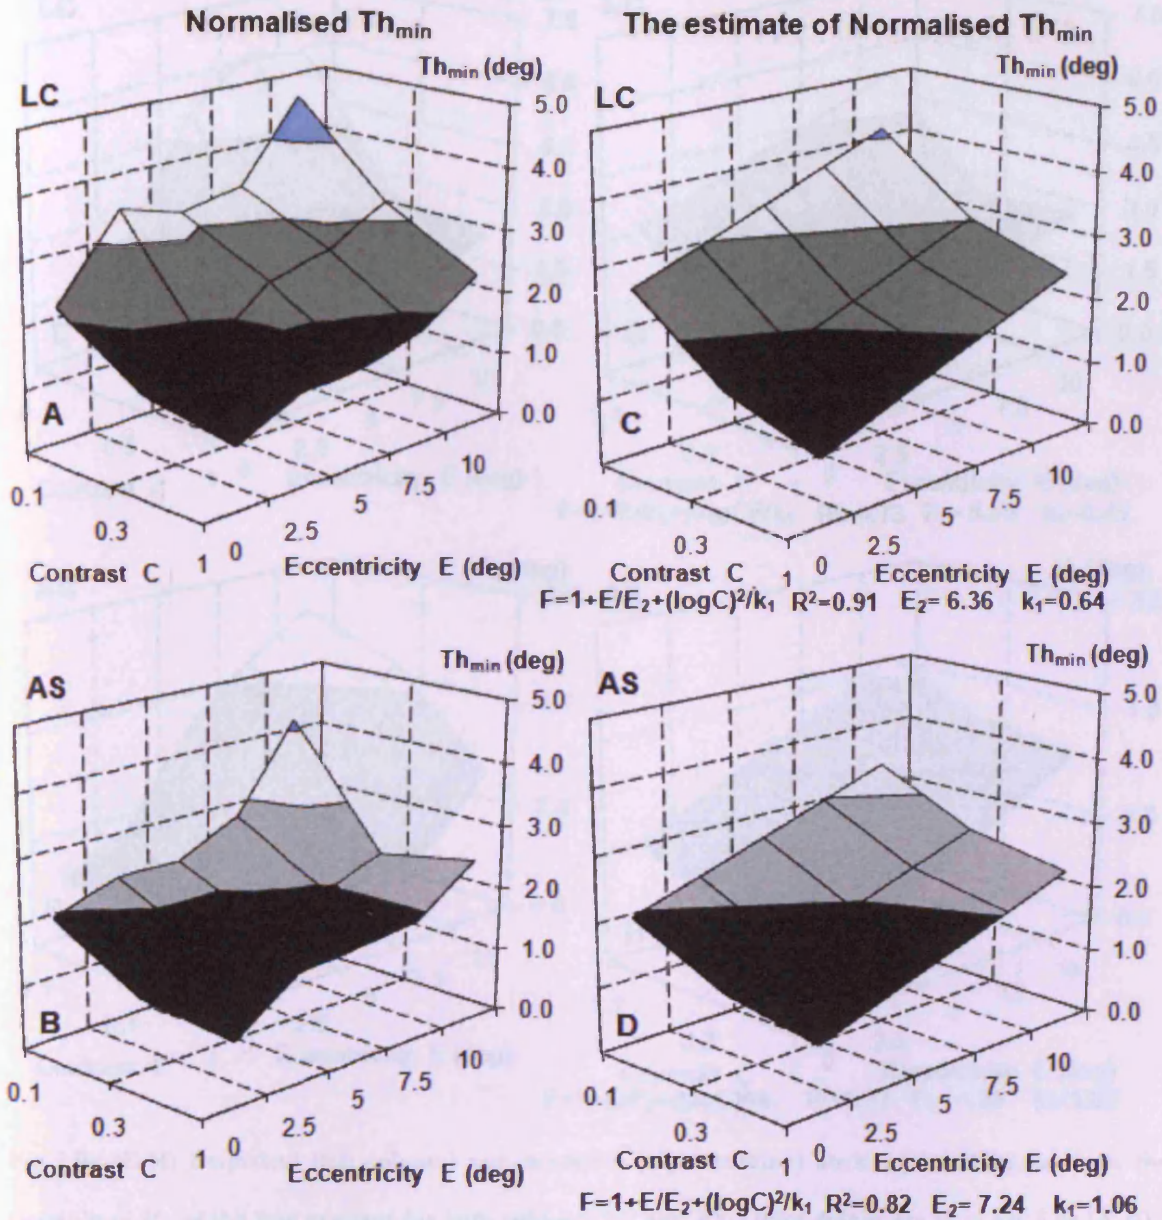 Normalised Thmin
The estimate of Normalised Thmin
LC
Thmin (deg)
5.0
4.0
3.0
2.0
1.0
0.0
A
0.1
0.3
1
0
2.5
5
7.5
10
Contrast C
Eccentricity E (deg)
LC
Thmin (deg)
5.0
4.0
3.0
2.0
1.0
0.0
C
0.1
0.3
1
0
2.5
5
7.5
10
Contrast C
Eccentricity E (deg)
F=1+E/E2+(logC)²/k1 R²=0.91 E2= 6.36 k1=0.64
AS
Thmin (deg)
5.0
4.0
3.0
2.0
1.0
0.0
B
0.1
0.3
1
0
2.5
5
7.5
10
Contrast C
Eccentricity E (deg)
AS
Thmin (deg)
5.0
4.0
3.0
2.0
1.0
0.0
D
0.1
0.3
1
0
2.5
5
7.5
10
Contrast C
Eccentricity E (deg)
F=1+E/E2+(logC)²/k1 R²=0.82 E2= 7.24 k1=1.06